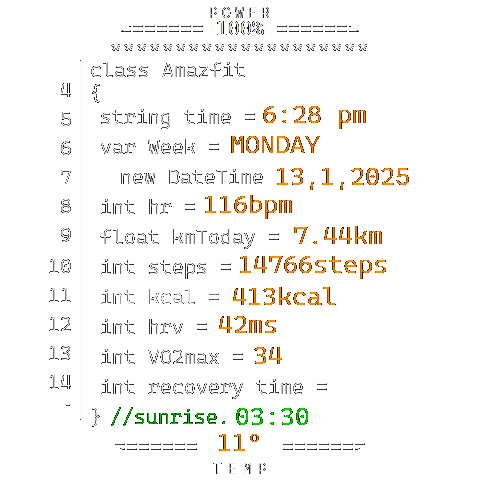 POWER
======= 100% =======
vvvvvvvvvvvvvvvvvvvv
class Amazfit
4 {
5 string time = 6:28 pm
6 var Week = MONDAY
7 new DateTime 13,1,2025
8 int hr = 116bpm
9 float kmToday = 7.44km
10 int steps = 14766steps
11 int kcal = 413kcal
12 int hrv = 42ms
13 int VO2max = 34
14 int recovery time =
} //sunrise. 03:30
======= 11° =======
TEMP